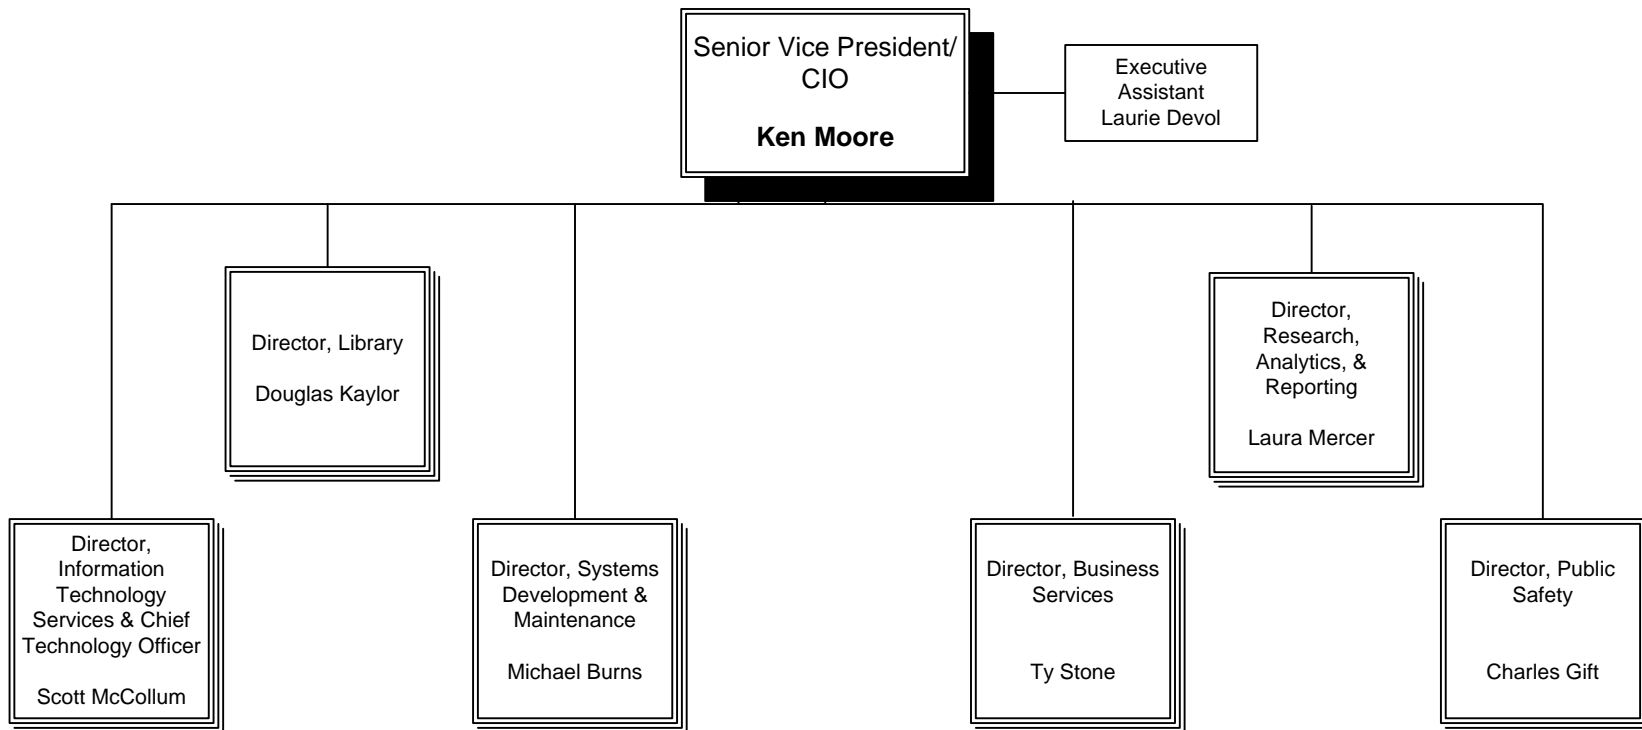 Senior Vice President/
CIO
Ken Moore
Executive
Assistant
Laurie Devol
Director, Library
Douglas Kaylor
Director,
Research,
Analytics, &
Reporting
Laura Mercer
Director,
Information
Technology
Services & Chief
Technology Officer
Scott McCollum
Director, Systems
Development &
Maintenance
Michael Burns
Director, Business
Services
Ty Stone
Director, Public
Safety
Charles Gift